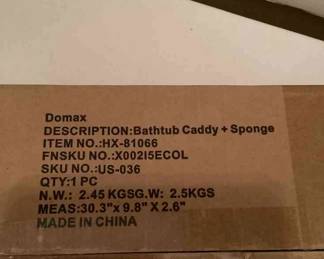 Domax
DESCRIPTION:Bathtub Caddy + Sponge
ITEM NO.:HX-81066
FNSKU NO.:X002I5ECOL
SKU NO.:US-036
QTY:1 PC
N.W.: 2.45 KGSG.W: 2.5KGS
MEAS:30.3"x 9.8" X 2.6"
MADE IN CHINA